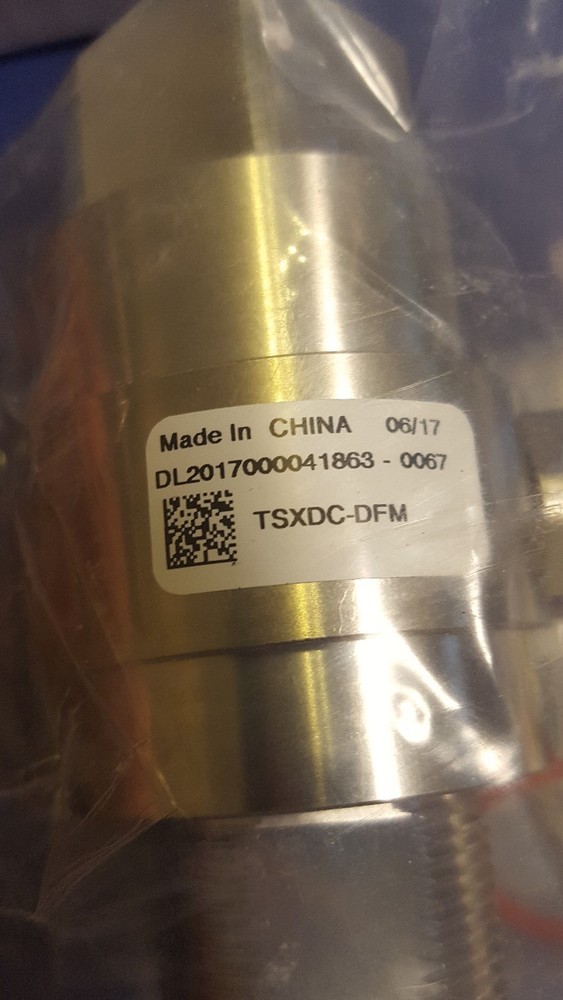 Made In CHINA 06/17
DL2017000041863 - 0067
TSXDC-DFM